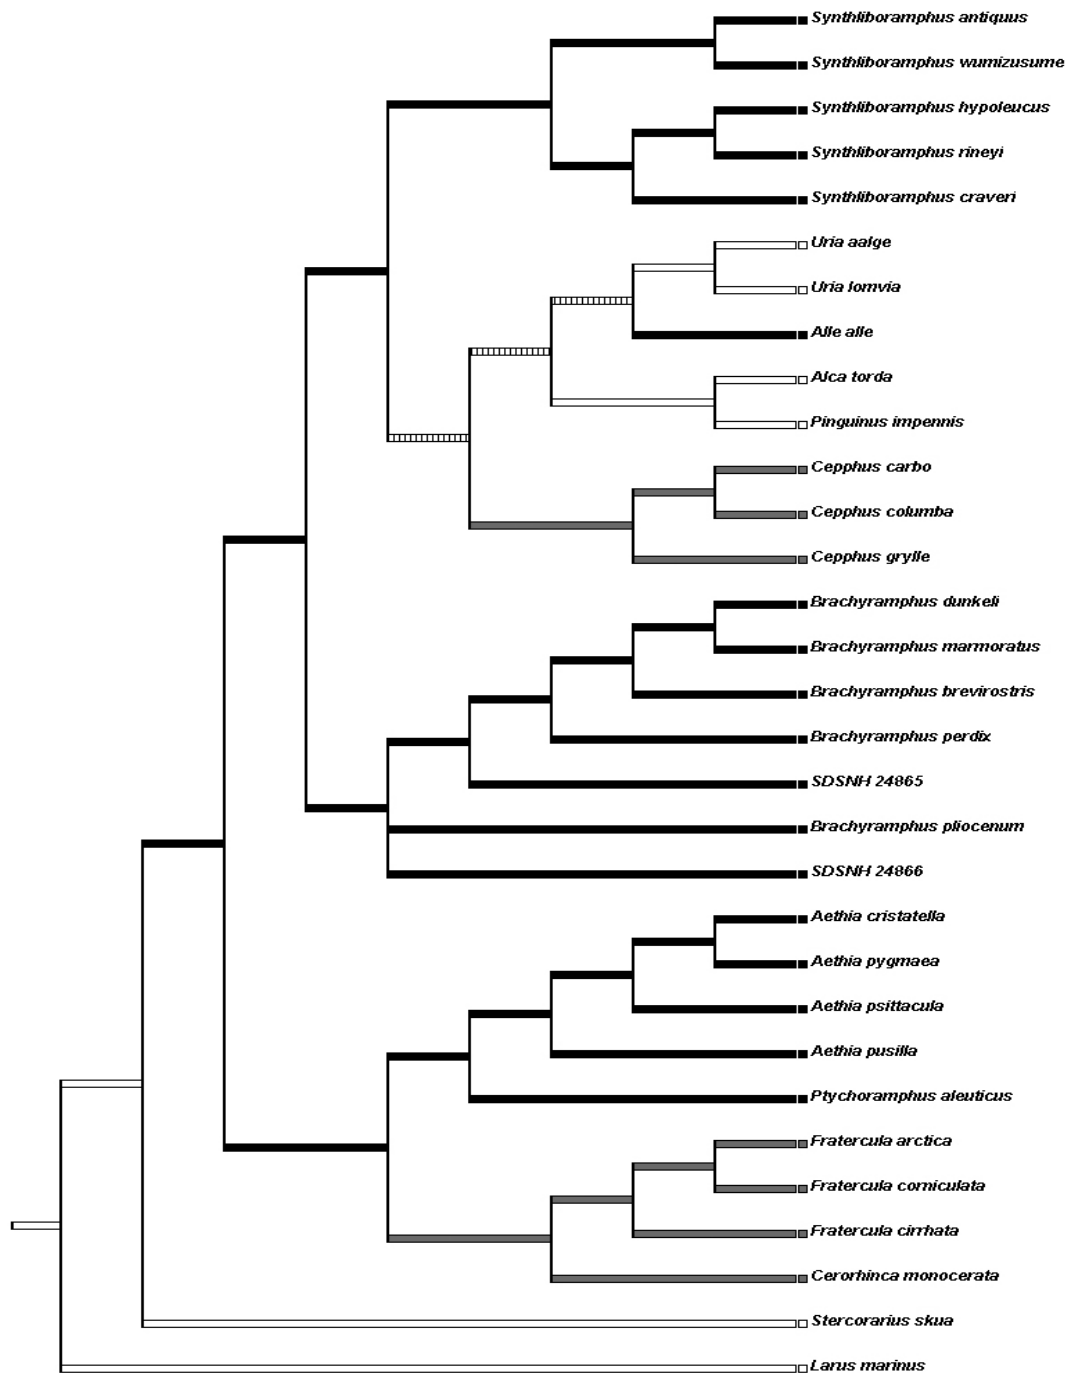 Synthliboramphus antiquus
Synthliboramphus wumizusume
Synthliboramphus hypoleucus
Synthliboramphus rineyi
Synthliboramphus craveri
Uria aalge
Uria lomvia
Alle alle
Alca torda
Pinguinus impennis
Cepphus carbo
Cepphus columba
Cepphus grylle
Brachyramphus dunkeli
Brachyramphus marmoratus
Brachyramphus brevirostris
Brachyramphus perdix
SDSNH 24865
Brachyramphus pliocenum
SDSNH 24866
Aethia cristatella
Aethia pygmaea
Aethia psittacula
Aethia pusilla
Ptychoramphus aleuticus
Fratercula arctica
Fratercula corniculata
Fratercula cirrhata
Cerorhinca monocerata
Stercorarius skua
Larus marinus